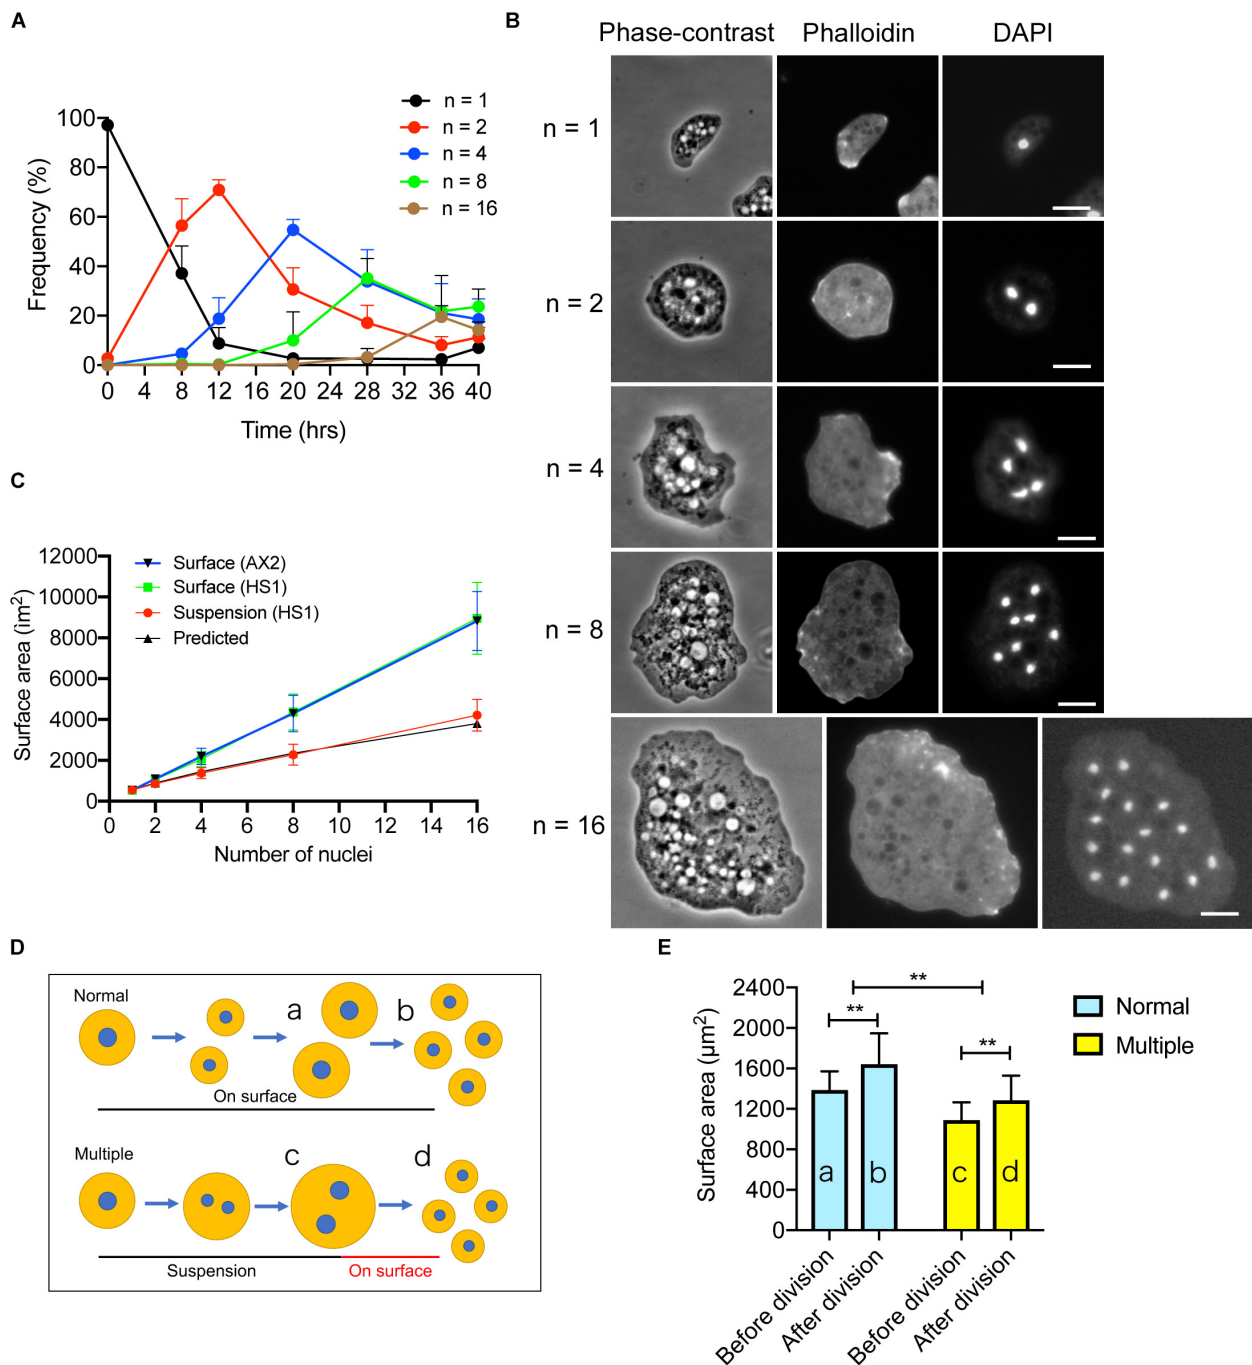 A
n = 1
n = 2
n = 4
n = 8
n = 16
100
80
60
40
20
0
Frequency (%)
0 4 8 12 16 20 24 28 32 36 40
Time (hrs)
B
Phase-contrast Phalloidin DAPI
n = 1
n = 2
n = 4
n = 8
n = 16
C
Surface (AX2)
Surface (HS1)
Suspension (HS1)
Predicted
12000
10000
8000
6000
4000
2000
0
Surface area (im²)
0 2 4 6 8 10 12 14 16
Number of nuclei
D
Normal
a b
On surface
Multiple
c d
Suspension On surface
E
**
** **
Normal
Multiple
2400
2000
1600
1200
800
400
0
Surface area (μm²)
a b c d
Before division
After division
Before division
After division